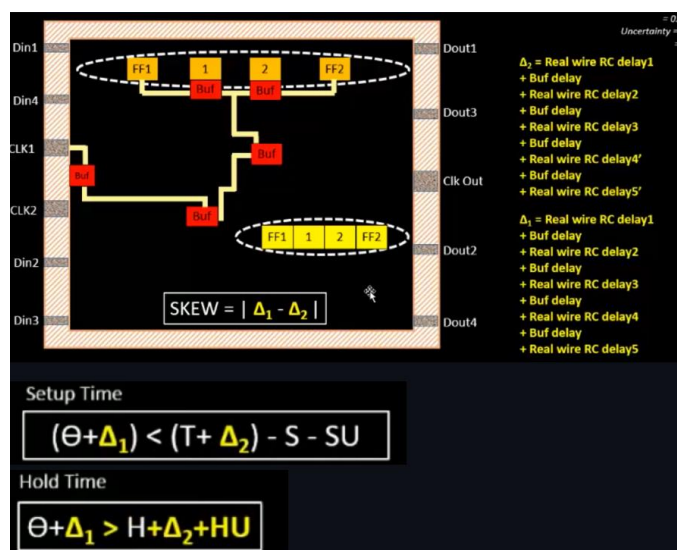 = 0.
Uncertainty =
Din1
Din4
CLK1
CLK2
Din2
Din3
FF1 1 2 FF2
Buf Buf
Buf
Buf
Buf
FF1 1 2 FF2
SKEW = | Δ₁ - Δ₂ |
Dout1
Dout3
Clk Out
Dout2
Dout4
Δ₂ = Real wire RC delay1
+ Buf delay
+ Real wire RC delay2
+ Buf delay
+ Real wire RC delay3
+ Buf delay
+ Real wire RC delay4’
+ Buf delay
+ Real wire RC delay5’
Δ₁ = Real wire RC delay1
+ Buf delay
+ Real wire RC delay2
+ Buf delay
+ Real wire RC delay3
+ Buf delay
+ Real wire RC delay4
+ Buf delay
+ Real wire RC delay5
Setup Time
(Θ+Δ₁) < (T+ Δ₂) - S - SU
Hold Time
Θ+Δ₁ > H+Δ₂+HU